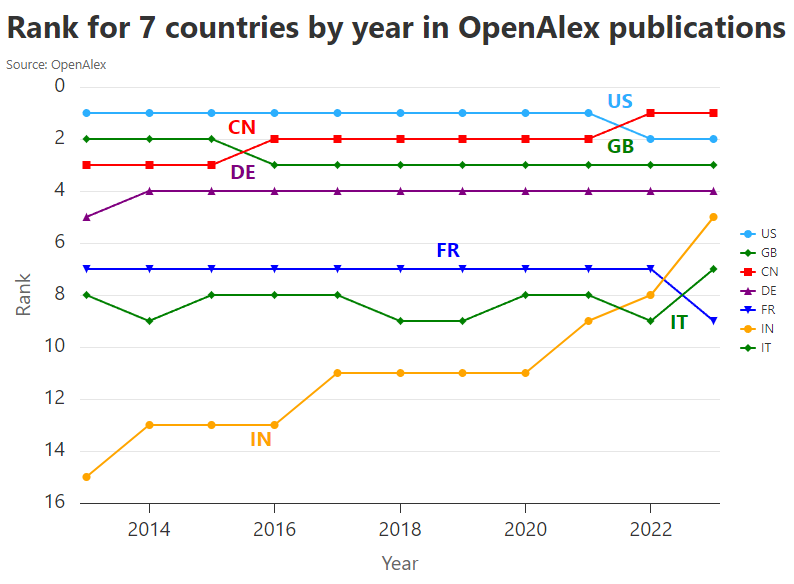 Rank for 7 countries by year in OpenAlex publications
Source: OpenAlex
0
2
4
6
8
10
12
14
16
Rank
US
CN
GB
DE
FR
IT
IN
2014 2016 2018 2020 2022
Year
US
GB
CN
DE
FR
IN
IT